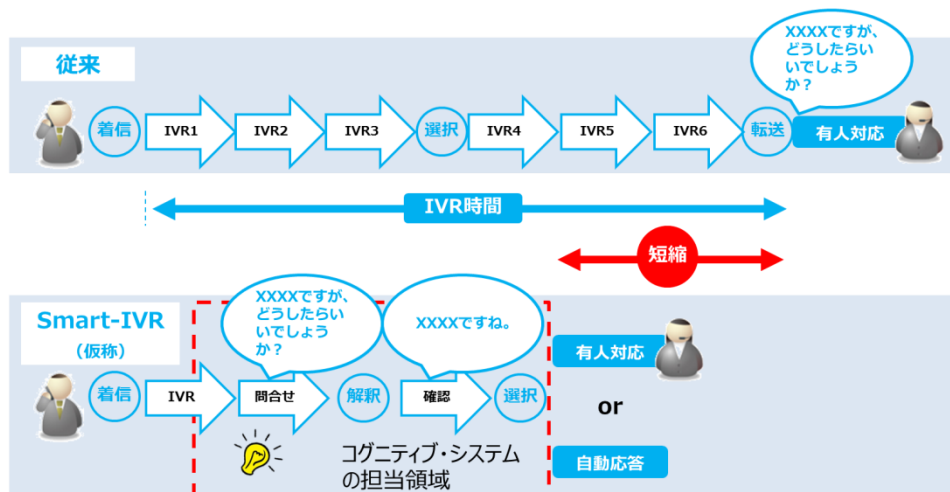 XXXXですが、
どうしたらい
いでしょう
か？
従来
着信
IVR1
IVR2
IVR3
選択
IVR4
IVR5
IVR6
転送
有人対応
IVR時間
短縮
Smart-IVR
（仮称）
XXXXですが、
どうしたらい
いでしょう
か？
XXXXですね。
着信
IVR
問合せ
解釈
確認
選択
有人対応
or
自動応答
コグニティブ・システム
の担当領域